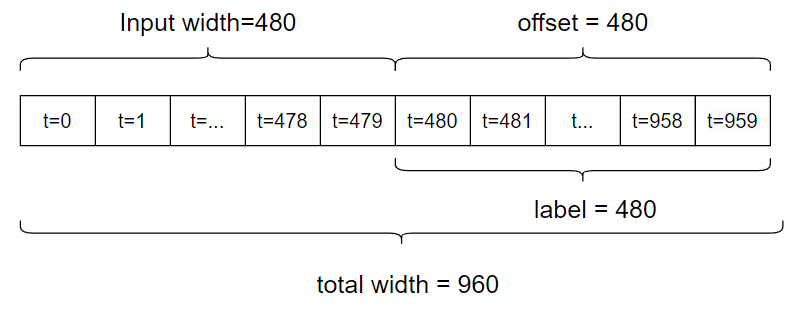 Input width=480
offset = 480
t=0 t=1 t=... t=478 t=479 t=480 t=481 t... t=958 t=959
label = 480
total width = 960